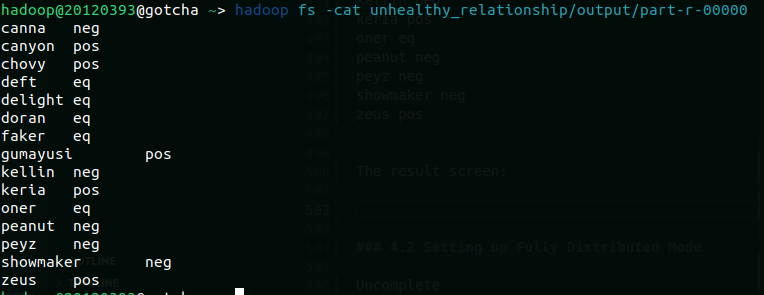 hadoop@20120393@gotcha ~> hadoop fs -cat unhealthy_relationship/output/part-r-00000
canna neg
canyon pos
chovy pos
deft eq
delight eq
doran eq
faker eq
gumayusi pos
kellin neg
keria pos
oner eq
peanut neg
peyz neg
showmaker neg
zeus pos
keria pos
oner eq
peanut neg
peyz neg
showmaker neg
zeus pos
The result screen:
502
### 4.2 Setting up Fully Distributed Mode
Uncomplete